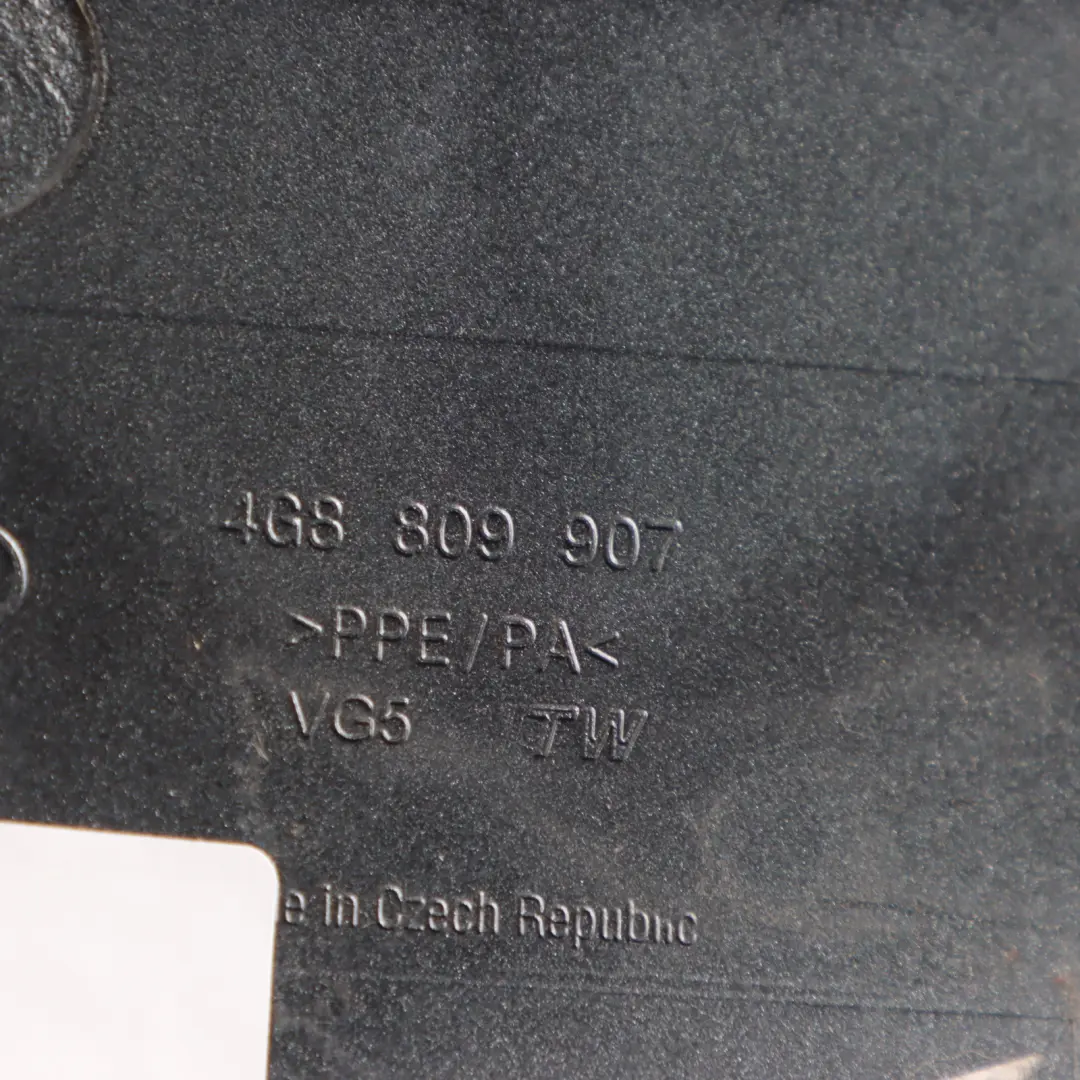 4G8 809 907
>PPE/PA<
VG5 TW
e in Czech Republic